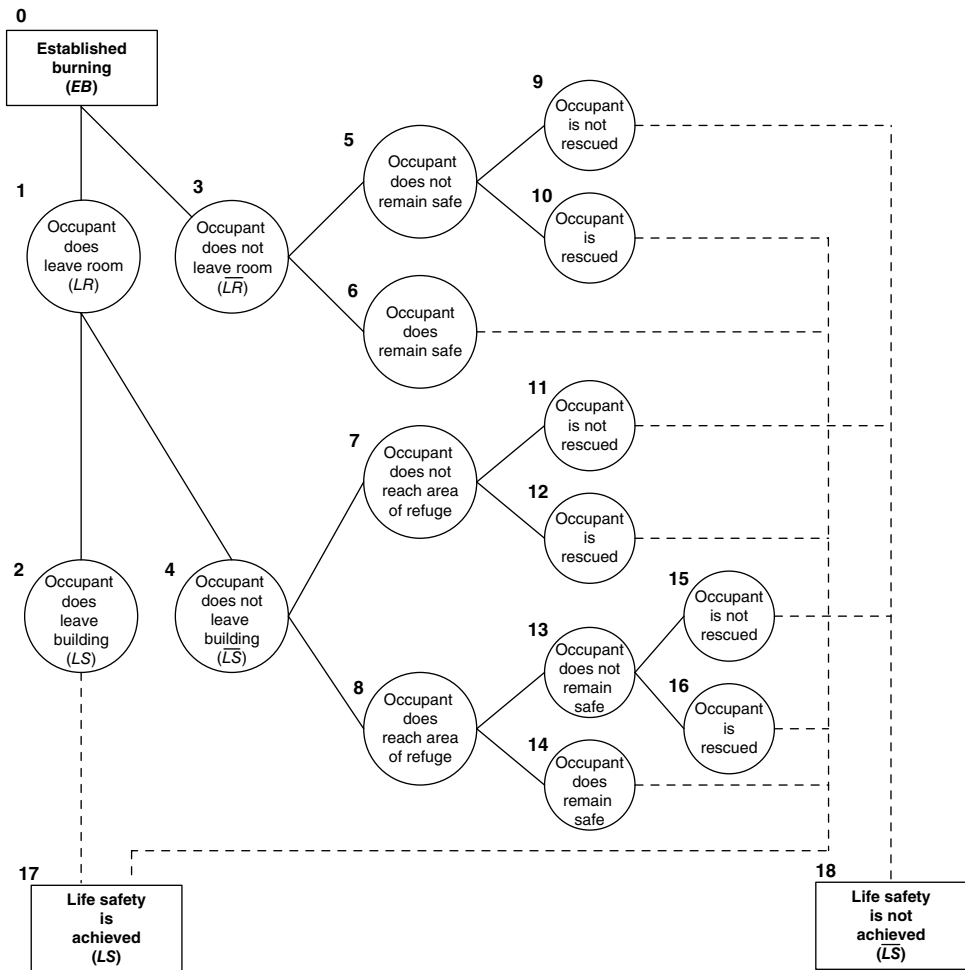 0
Established
burning
(EB)
1
Occupant
does
leave room
(LR)
3
Occupant
does not
leave room
(L̅R̅)
5
Occupant
does not
remain safe
9
Occupant
is not
rescued
10
Occupant
is
rescued
6
Occupant
does
remain safe
2
Occupant
does
leave
building
(LS)
4
Occupant
does not
leave
building
(L̅S̅)
7
Occupant
does not
reach area
of refuge
11
Occupant
is not
rescued
12
Occupant
is
rescued
8
Occupant
does
reach area
of refuge
13
Occupant
does not
remain
safe
15
Occupant
is not
rescued
16
Occupant
is
rescued
14
Occupant
does
remain
safe
17
Life safety
is
achieved
(LS)
18
Life safety
is not
achieved
(L̅S̅)